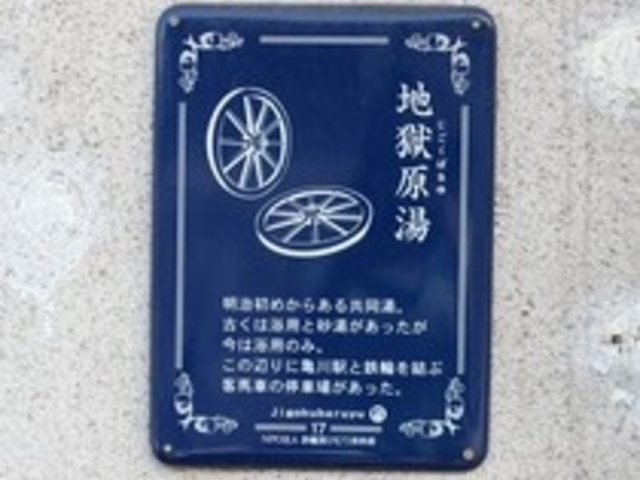 地獄原湯
じごくばるゆ
明治初めからある共同湯。
古くは浴用と砂湯があったが
今は浴用のみ。
この辺りに亀川駅と鉄輪を結ぶ
客馬車の停車場があった。
Jigokubaruyu
17